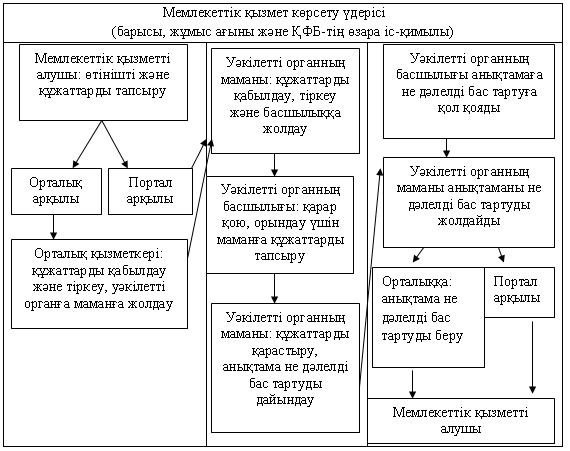 Мемлекеттік қызмет көрсету үдерісі
(барысы, жұмыс ағыны және ҚФБ-тің өзара іс-қимылы)
Мемлекеттік қызметті
алушы: өтінішті және
құжаттарды тапсыру
Орталық
арқылы
Портал
арқылы
Орталық қызметкері:
құжаттарды қабылдау
және тіркеу, уәкілетті
органға маманға жолдау
Уәкілетті органның
маманы: құжаттарды
қабылдау, тіркеу
және басшылыққа
жолдау
Уәкілетті органның
басшылығы: қарар
қою, орындау үшін
маманға құжаттарды
тапсыру
Уәкілетті органның
маманы: құжаттарды
қарастыру,
анықтама не дәлелді
бас тартуды
дайындау
Уәкілетті органның
басшылығы анықтамаға
не дәлелді бас тартуға
қол қояды
Уәкілетті органның
маманы анықтаманы не
дәлелді бас тартуды
жолдайды
Орталыққа:
анықтама не
дәлелді бас
тартуды беру
Портал
арқылы
Мемлекеттік қызметті
алушы